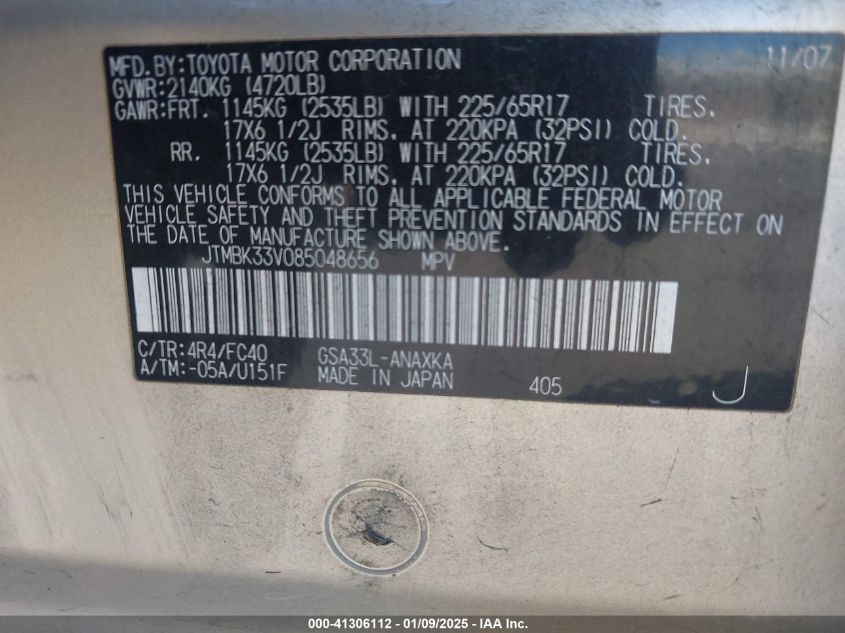 MFD.BY:TOYOTA MOTOR CORPORATION 11/07
GVWR:2140KG (4720LB)
GAWR:FRT. 1145KG (2535LB) WITH 225/65R17 TIRES.
17X6 1/2J RIMS. AT 220KPA (32PSI) COLD.
RR. 1145KG (2535LB) WITH 225/65R17 TIRES.
17X6 1/2J RIMS. AT 220KPA (32PSI) COLD.
THIS VEHICLE CONFORMS TO ALL APPLICABLE FEDERAL MOTOR
VEHICLE SAFETY AND THEFT PREVENTION STANDARDS IN EFFECT ON
THE DATE OF MANUFACTURE SHOWN ABOVE.
JTMBK33V085048656 MPV
C/TR:4R4/FC40 GSA33L-ANAXKA
A/TM:-05A/U151F MADE IN JAPAN 405 J
000-41306112 - 01/09/2025 - IAA Inc.